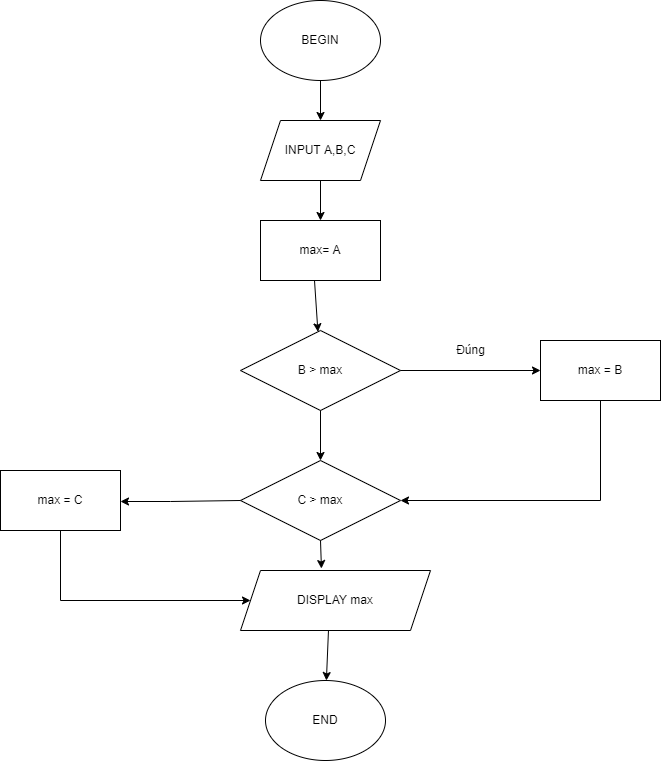 BEGIN
INPUT A,B,C
max= A
B > max
Đúng
max = B
max = C
C > max
DISPLAY max
END